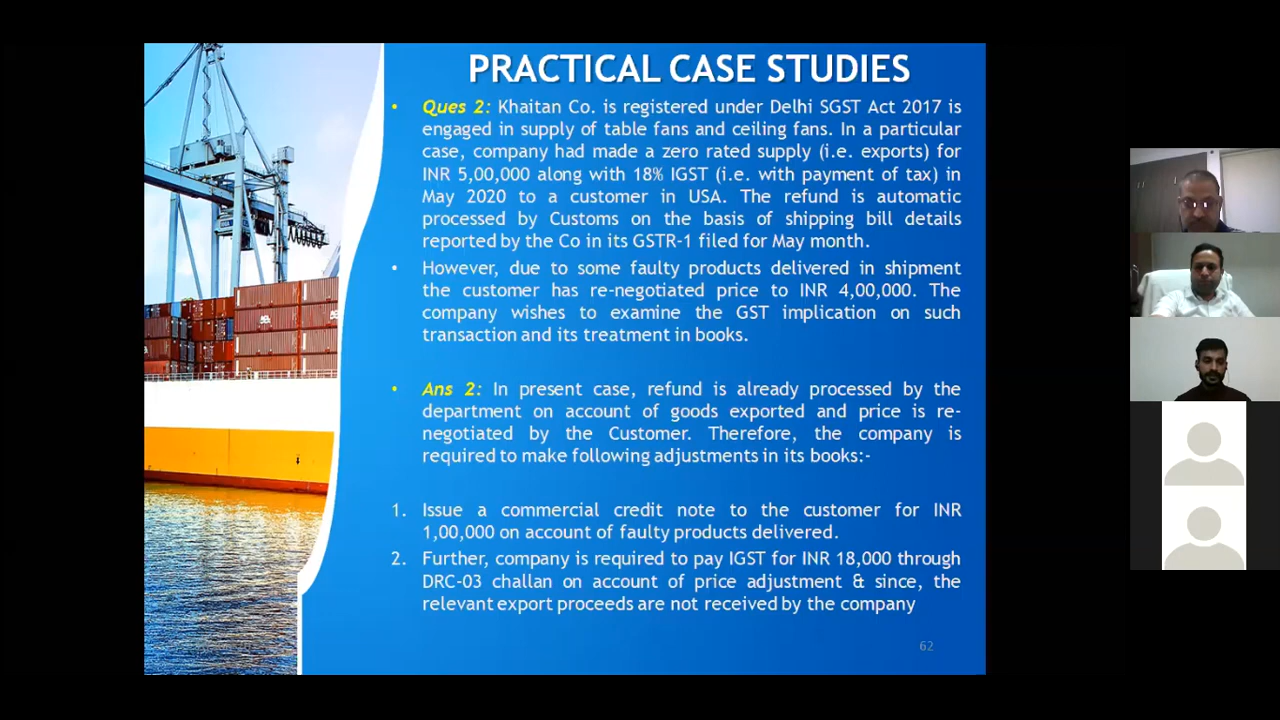 PRACTICAL CASE STUDIES
• Ques 2: Khaitan Co. is registered under Delhi SGST Act 2017 is
engaged in supply of table fans and ceiling fans. In a particular
case, company had made a zero rated supply (i.e. exports) for
INR 5,00,000 along with 18% IGST (i.e. with payment of tax) in
May 2020 to a customer in USA. The refund is automatic
processed by Customs on the basis of shipping bill details
reported by the Co in its GSTR-1 filed for May month.
• However, due to some faulty products delivered in shipment
the customer has re-negotiated price to INR 4,00,000. The
company wishes to examine the GST implication on such
transaction and its treatment in books.
• Ans 2: In present case, refund is already processed by the
department on account of goods exported and price is re-
negotiated by the Customer. Therefore, the company is
required to make following adjustments in its books:-
1. Issue a commercial credit note to the customer for INR
1,00,000 on account of faulty products delivered.
2. Further, company is required to pay IGST for INR 18,000 through
DRC-03 challan on account of price adjustment & since, the
relevant export proceeds are not received by the company
62